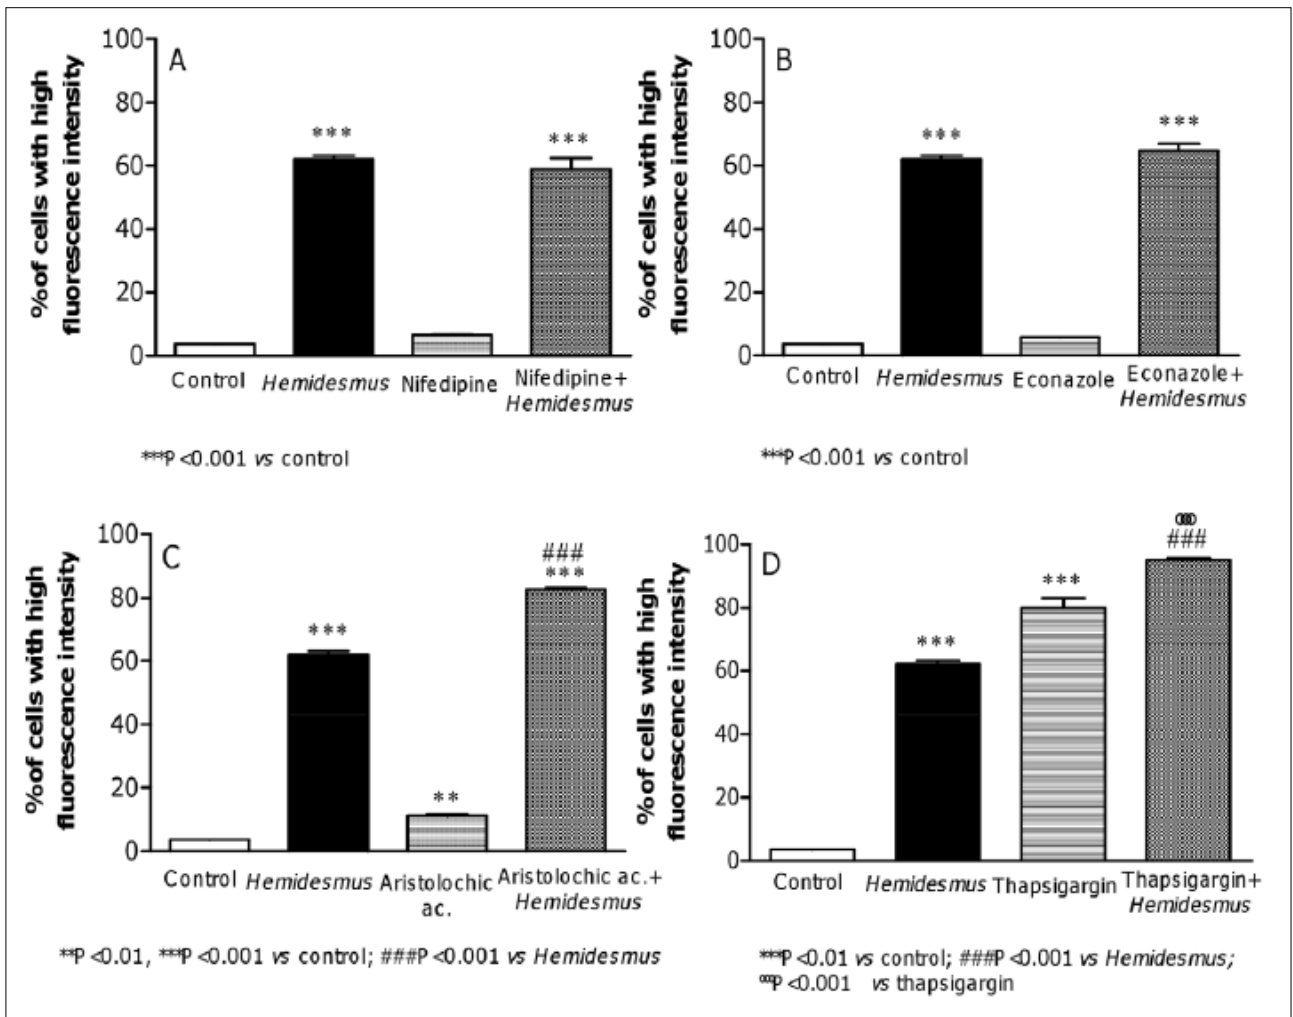 A
%of cells with high
fluorescence intensity
100
80
60
40
20
0
***
***
Control
Hemidesmus
Nifedipine
Nifedipine+
Hemidesmus
***P<0.001 vs control
B
%of cells with high
fluorescence intensity
100
80
60
40
20
0
***
***
Control
Hemidesmus
Econazole
Econazole+
Hemidesmus
***P<0.001 vs control
C
%of cells with high
fluorescence intensity
100
80
60
40
20
0
***
**
###
***
Control
Hemidesmus
Aristolochic
ac.
Aristolochic ac.+
Hemidesmus
**P<0.01, ***P<0.001 vs control; ###P<0.001 vs Hemidesmus
D
%of cells with high
fluorescence intensity
100
80
60
40
20
0
***
***
°°°
###
Control
Hemidesmus
Thapsigargin
Thapsigargin+
Hemidesmus
***P<0.01 vs control; ###P<0.001 vs Hemidesmus;
°°°P<0.001 vs thapsigargin